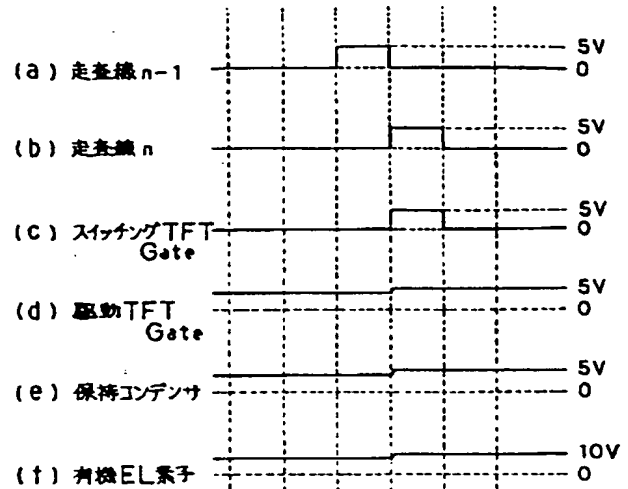 (a) 走査線 n-1 5V
0
(b) 走査線 n 5V
0
(c) スイッチングTFT 5V
Gate 0
(d) 駆動TFT 5V
Gate 0
(e) 保持コンデンサ 5V
0
(f) 有機EL素子 10V
0